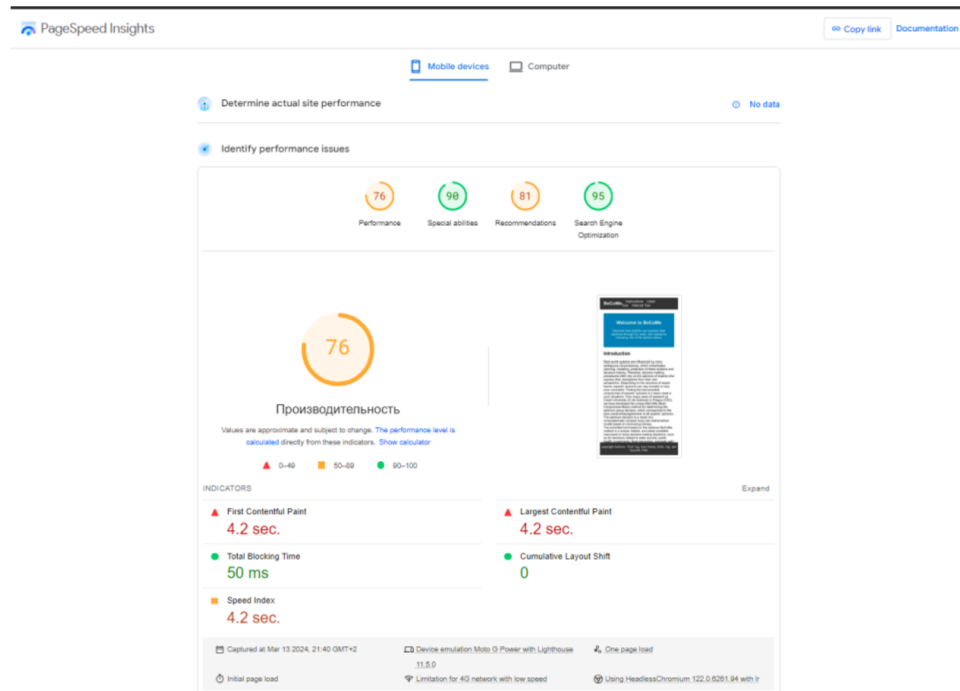 PageSpeed Insights
Copy link
Documentation
Mobile devices
Computer
Determine actual site performance
No data
Identify performance issues
76
90
81
95
Performance
Special abilities
Recommendations
Search Engine
Optimization
76
Производительность
Values are approximate and subject to change. The performance level is
calculated directly from these indicators. Show calculator
0–49
50–89
90–100
Welcome to BeCoMe
Introduction
INDICATORS
Expand
First Contentful Paint
4.2 sec.
Largest Contentful Paint
4.2 sec.
Total Blocking Time
50 ms
Cumulative Layout Shift
0
Speed Index
4.2 sec.
Captured at Mar 13 2024, 21:40 GMT+2
Device emulation Moto G Power with Lighthouse
11.5.0
One page load
Initial page load
Limitation for 4G network with low speed
Using HeadlessChromium 122.0.6261.94 with lr